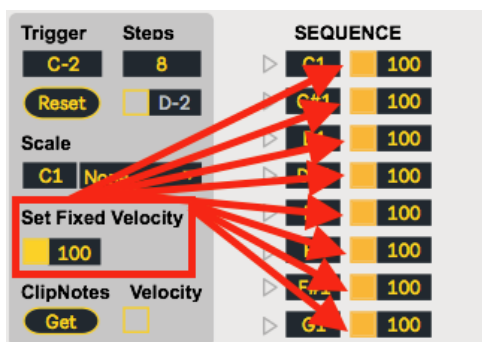 Trigger Steps SEQUENCE
C-2 8 C1 100
Reset D-2 C#1 100
Scale 100
C1 100
Set Fixed Velocity 100
100 100
ClipNotes Velocity F#1 100
Get G1 100